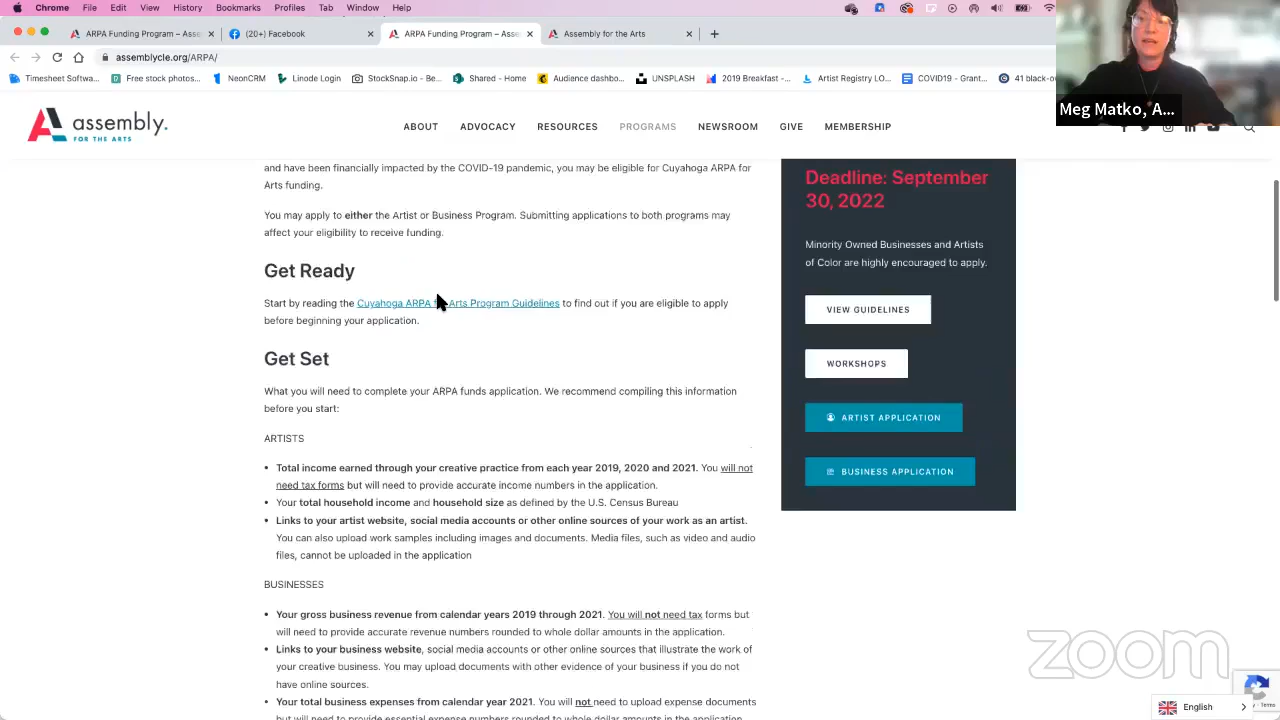 Chrome File Edit View History Bookmarks Profiles Tab Window Help
ARPA Funding Program – Asse
(20+) Facebook
ARPA Funding Program – Asse
Assembly for the Arts
assemblycle.org/ARPA/
Timesheet Softwa...
Free stock photos...
NeonCRM
Linode Login
StockSnap.io - Be...
Shared - Home
Audience dashbo...
UNSPLASH
2019 Breakfast -...
Artist Registry LO...
COVID19 - Grant...
41 black-ow
Meg Matko, A...
assembly.
FOR THE ARTS
ABOUT ADVOCACY RESOURCES PROGRAMS NEWSROOM GIVE MEMBERSHIP
and have been financially impacted by the COVID-19 pandemic, you may be eligible for Cuyahoga ARPA for
Arts funding.
You may apply to either the Artist or Business Program. Submitting applications to both programs may
affect your eligibility to receive funding.
Get Ready
Start by reading the Cuyahoga ARPA for Arts Program Guidelines to find out if you are eligible to apply
before beginning your application.
Get Set
What you will need to complete your ARPA funds application. We recommend compiling this information
before you start:
ARTISTS
• Total income earned through your creative practice from each year 2019, 2020 and 2021. You will not
need tax forms but will need to provide accurate income numbers in the application.
• Your total household income and household size as defined by the U.S. Census Bureau
• Links to your artist website, social media accounts or other online sources of your work as an artist.
You can also upload work samples including images and documents. Media files, such as video and audio
files, cannot be uploaded in the application
BUSINESSES
• Your gross business revenue from calendar years 2019 through 2021. You will not need tax forms but
will need to provide accurate revenue numbers rounded to whole dollar amounts in the application.
• Links to your business website, social media accounts or other online sources that illustrate the work of
your creative business. You may upload documents with other evidence of your business if you do not
have online sources.
• Your total business expenses from calendar year 2021. You will not need to upload expense documents
but will need to provide essential expense numbers rounded to whole dollar amounts in the application
Deadline: September
30, 2022
Minority Owned Businesses and Artists
of Color are highly encouraged to apply.
VIEW GUIDELINES
WORKSHOPS
ARTIST APPLICATION
BUSINESS APPLICATION
zoom
Terms
English